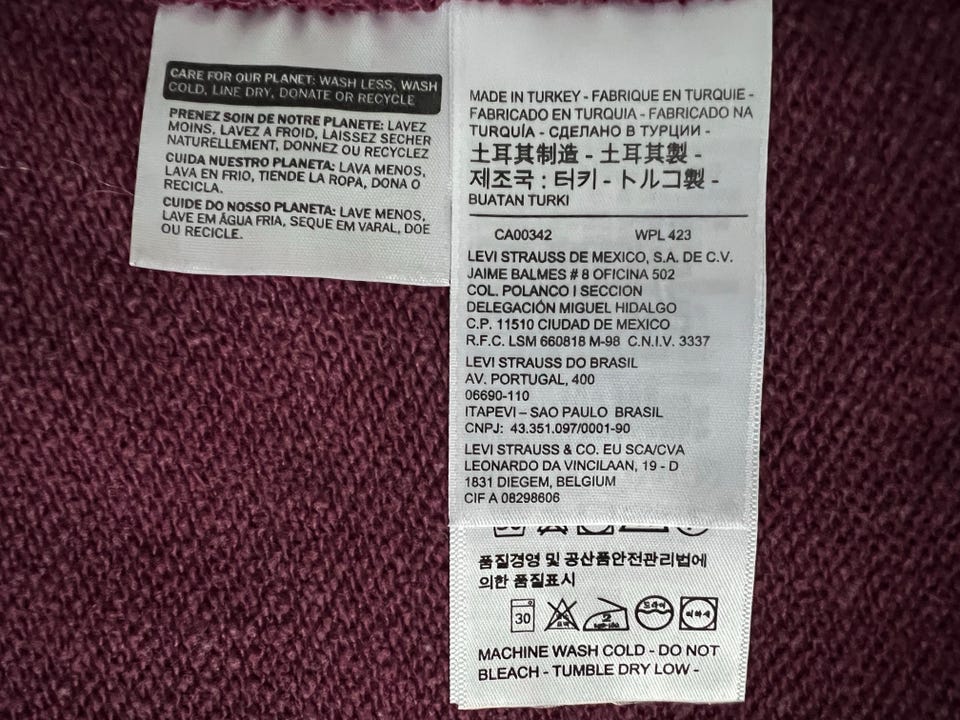 CARE FOR OUR PLANET: WASH LESS, WASH
COLD, LINE DRY, DONATE OR RECYCLE
PRENEZ SOIN DE NOTRE PLANETE: LAVEZ
MOINS, LAVEZ A FROID, LAISSEZ SECHER
NATURELLEMENT, DONNEZ OU RECYCLEZ
CUIDA NUESTRO PLANETA: LAVA MENOS,
LAVA EN FRIO, TIENDE LA ROPA, DONA O
RECICLA.
CUIDE DO NOSSO PLANETA: LAVE MENOS,
LAVE EM ÁGUA FRIA, SEQUE EM VARAL, DOE
OU RECICLE.
MADE IN TURKEY - FABRIQUE EN TURQUIE -
FABRICADO EN TURQUIA - FABRICADO NA
TURQUÍA - СДЕЛАНО В ТУРЦИИ -
土耳其制造 - 土耳其製 -
제조국 : 터키 - トルコ製 -
BUATAN TURKI
CA00342 WPL 423
LEVI STRAUSS DE MEXICO, S.A. DE C.V.
JAIME BALMES # 8 OFICINA 502
COL. POLANCO I SECCION
DELEGACIÓN MIGUEL HIDALGO
C.P. 11510 CIUDAD DE MEXICO
R.F.C. LSM 660818 M-98 C.N.I.V. 3337
LEVI STRAUSS DO BRASIL
AV. PORTUGAL, 400
06690-110
ITAPEVI – SAO PAULO BRASIL
CNPJ: 43.351.097/0001-90
LEVI STRAUSS & CO. EU SCA/CVA
LEONARDO DA VINCILAAN, 19 - D
1831 DIEGEM, BELGIUM
CIF A 08298606
품질경영 및 공산품안전관리법에
의한 품질표시
30 2 드라이
MACHINE WASH COLD - DO NOT
BLEACH - TUMBLE DRY LOW -